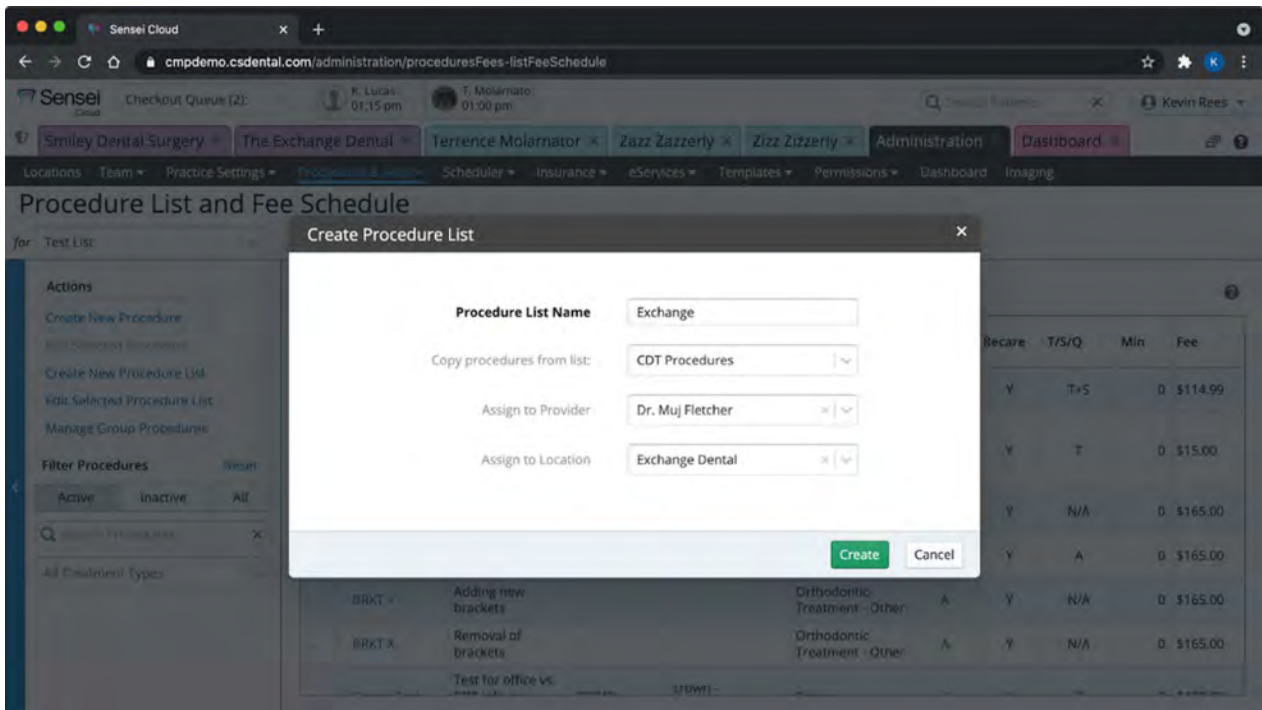 Sensei Cloud
cmpdemo.csdental.com/administration/proceduresFees-listFeeSchedule
K
Sensei
Cloud
Checkout Queue (2):
K. Lucas
01:15 pm
T. Molarnato
01:00 pm
Kevin Rees
Smiley Dental Surgery
The Exchange Dental
Terrence Molarnator
Zazz Zazzerly
Zizz Zizzerly
Administration
Dashboard
Locations Team Practice Settings Scheduler Insurance eServices Templates Permissions Dashboard Imaging
Procedure List and Fee Schedule
for Test List
Create Procedure List
Procedure List Name Exchange
Copy procedures from list: CDT Procedures
Assign to Provider Dr. Muj Fletcher
Assign to Location Exchange Dental
Create Cancel
Actions
Create New Procedure
Edit Selected Procedure
Create New Procedure List
Edit Selected Procedure List
Manage Group Procedures
Filter Procedures Reset
Active Inactive All
All Treatment Types
Recare T/S/Q Min Fee
Y T+S 0 $114.99
Y T 0 $15.00
Y N/A 0 $165.00
Y A 0 $165.00
BRKT + Adding new brackets Orthodontic Treatment - Other A Y N/A 0 $165.00
BRKT X Removal of brackets Orthodontic Treatment - Other A Y N/A 0 $165.00
Test for office vs.
crown -